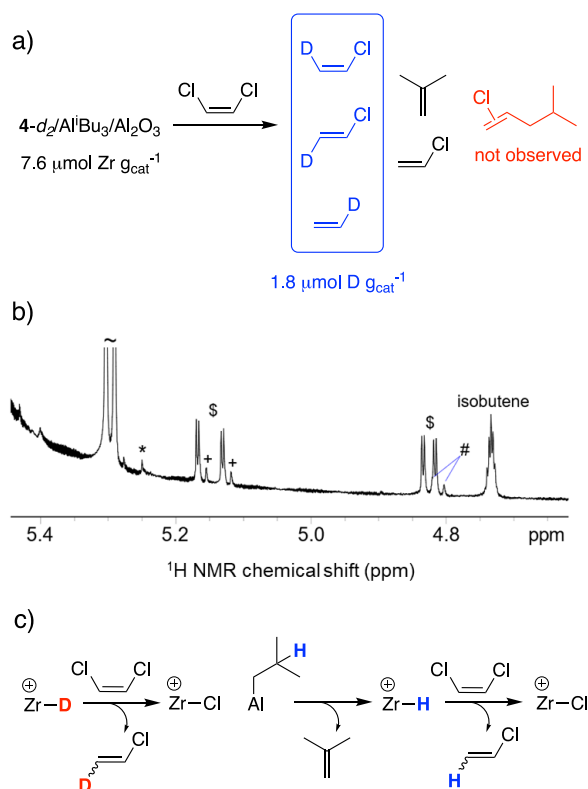 a)
D Cl
Cl Cl
4-d₂/AlⁱBu₃/Al₂O₃
7.6 μmol Zr g_cat⁻¹
Cl
D
Cl
Cl
not observed
D
1.8 μmol D g_cat⁻¹
b)
~
$
$
isobutene
*
+
+
#
5.4 5.2 5.0 4.8 ppm
¹H NMR chemical shift (ppm)
c)
Cl Cl
H
Cl Cl
⊕ ⊕ ⊕ ⊕
Zr-D Zr-Cl Al Zr-H Zr-Cl
Cl Cl
D H